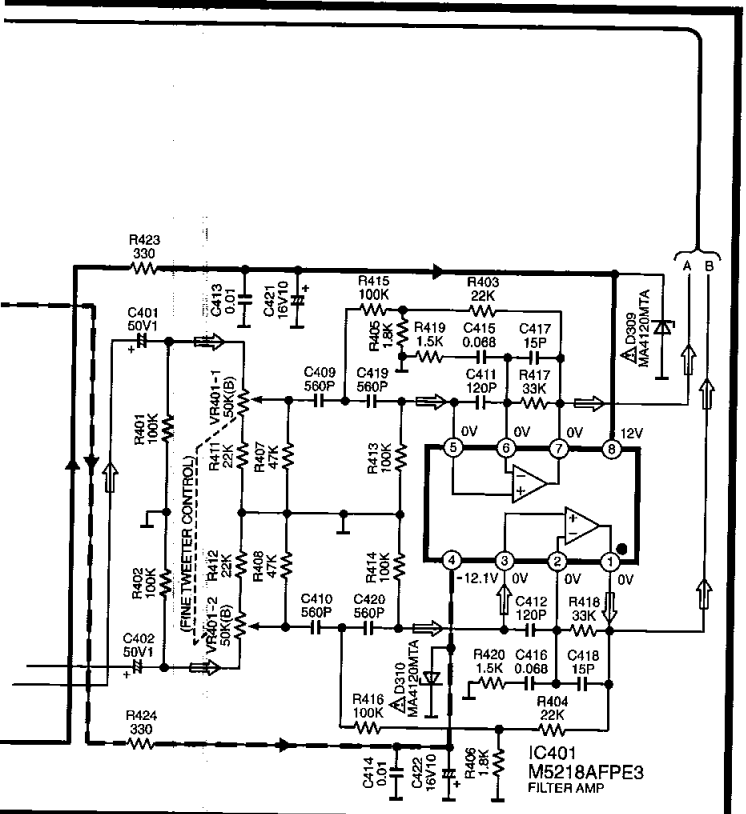 R423
330
A B
C401
50V1
+
C413
0.01
C421
16V10
+
R415
100K
R403
22K
R405
1.8K
R419
1.5K
C415
0.068
C417
15P
D309
MA4120MTA
C409
560P
C419
560P
C411
120P
R417
33K
VR401-1
50K(B)
R401
100K
R411
22K
R407
47K
R413
100K
0V
0V
0V
12V
5
6
7
8
−
+
(FINE TWEETER CONTROL)
+
−
R402
100K
R412
22K
R408
47K
R414
100K
4
3
2
1
-12.1V
0V
0V
0V
VR401-2
50K(B)
C410
560P
C420
560P
C412
120P
R418
33K
C402
50V1
+
D310
MA4120MTA
R420
1.5K
C416
0.068
C418
15P
R416
100K
R404
22K
R424
330
C414
0.01
C422
16V10
+
R406
1.8K
IC401
M5218AFPE3
FILTER AMP